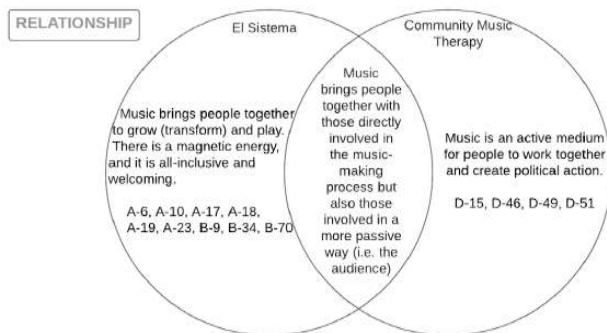 RELATIONSHIP
El Sistema
Community Music
Therapy
Music brings people together
to grow (transform) and play.
There is a magnetic energy,
and it is all-inclusive and
welcoming.
A-6, A-10, A-17, A-18,
A-19, A-23, B-9, B-34, B-70
Music
brings people
together with
those directly
involved in
the music-
making
process but
also those
involved in a
more passive
way (i.e. the
audience)
Music is an active medium
for people to work together
and create political action.
D-15, D-46, D-49, D-51